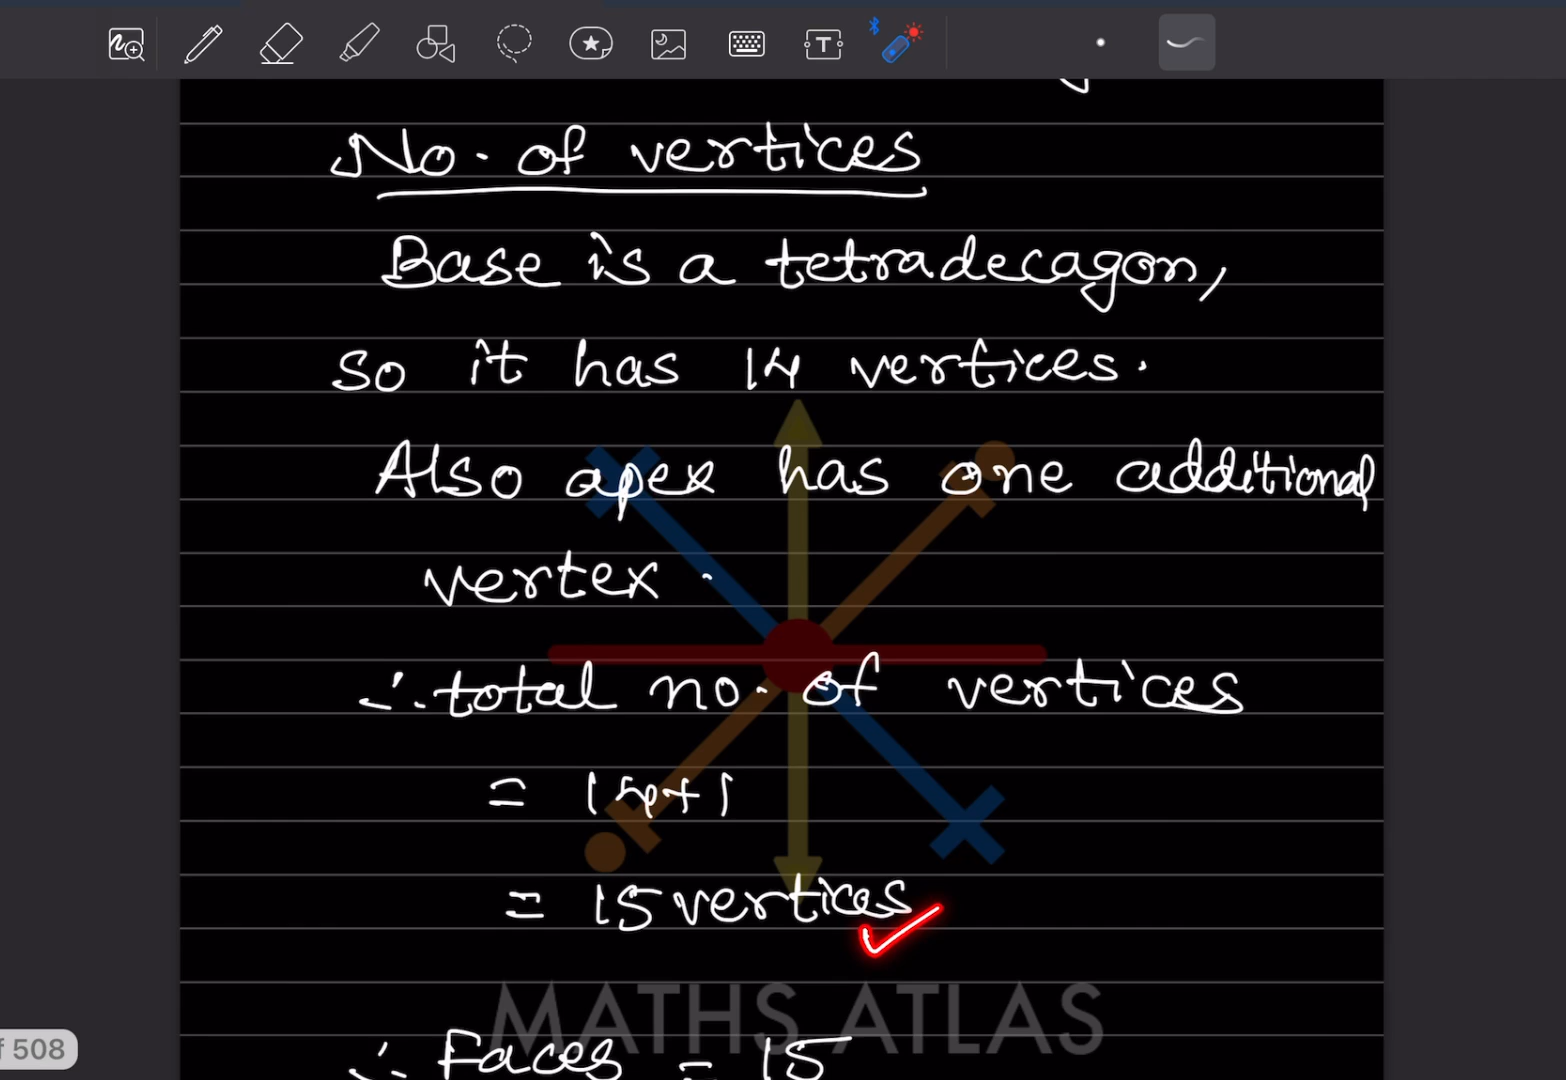 No. of vertices
Base is a tetradecagon,
so it has 14 vertices.
Also apex has one additional
vertex.
∴ total no. of vertices
= 14+1
= 15 vertices
MATHS ATLAS
∴ Faces = 15
f 508